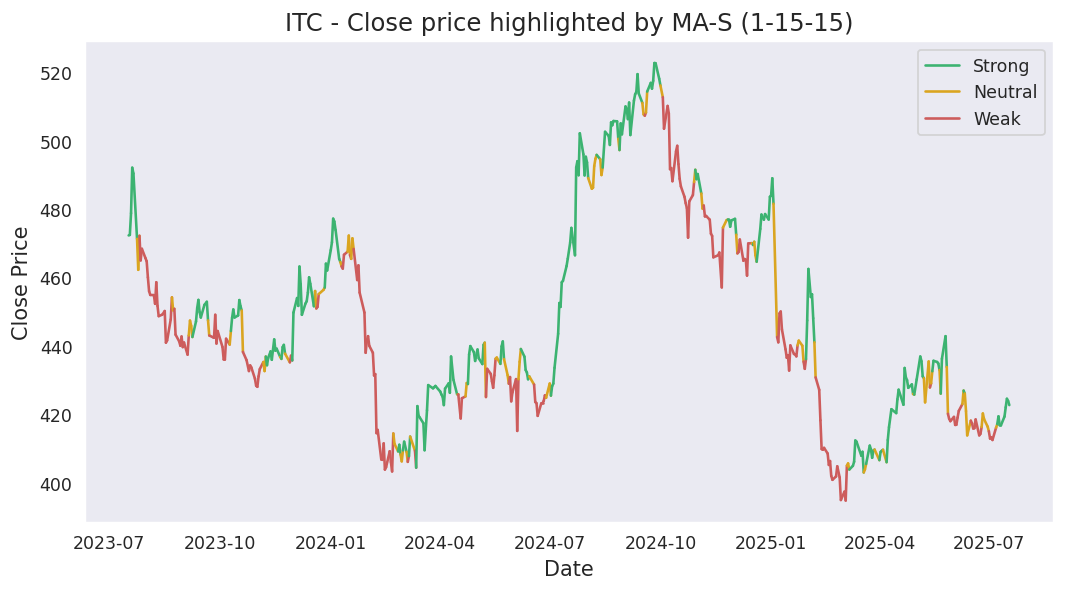 ITC - Close price highlighted by MA-S (1-15-15)
Strong
Neutral
Weak
Close Price
520
500
480
460
440
420
400
2023-07 2023-10 2024-01 2024-04 2024-07 2024-10 2025-01 2025-04 2025-07
Date